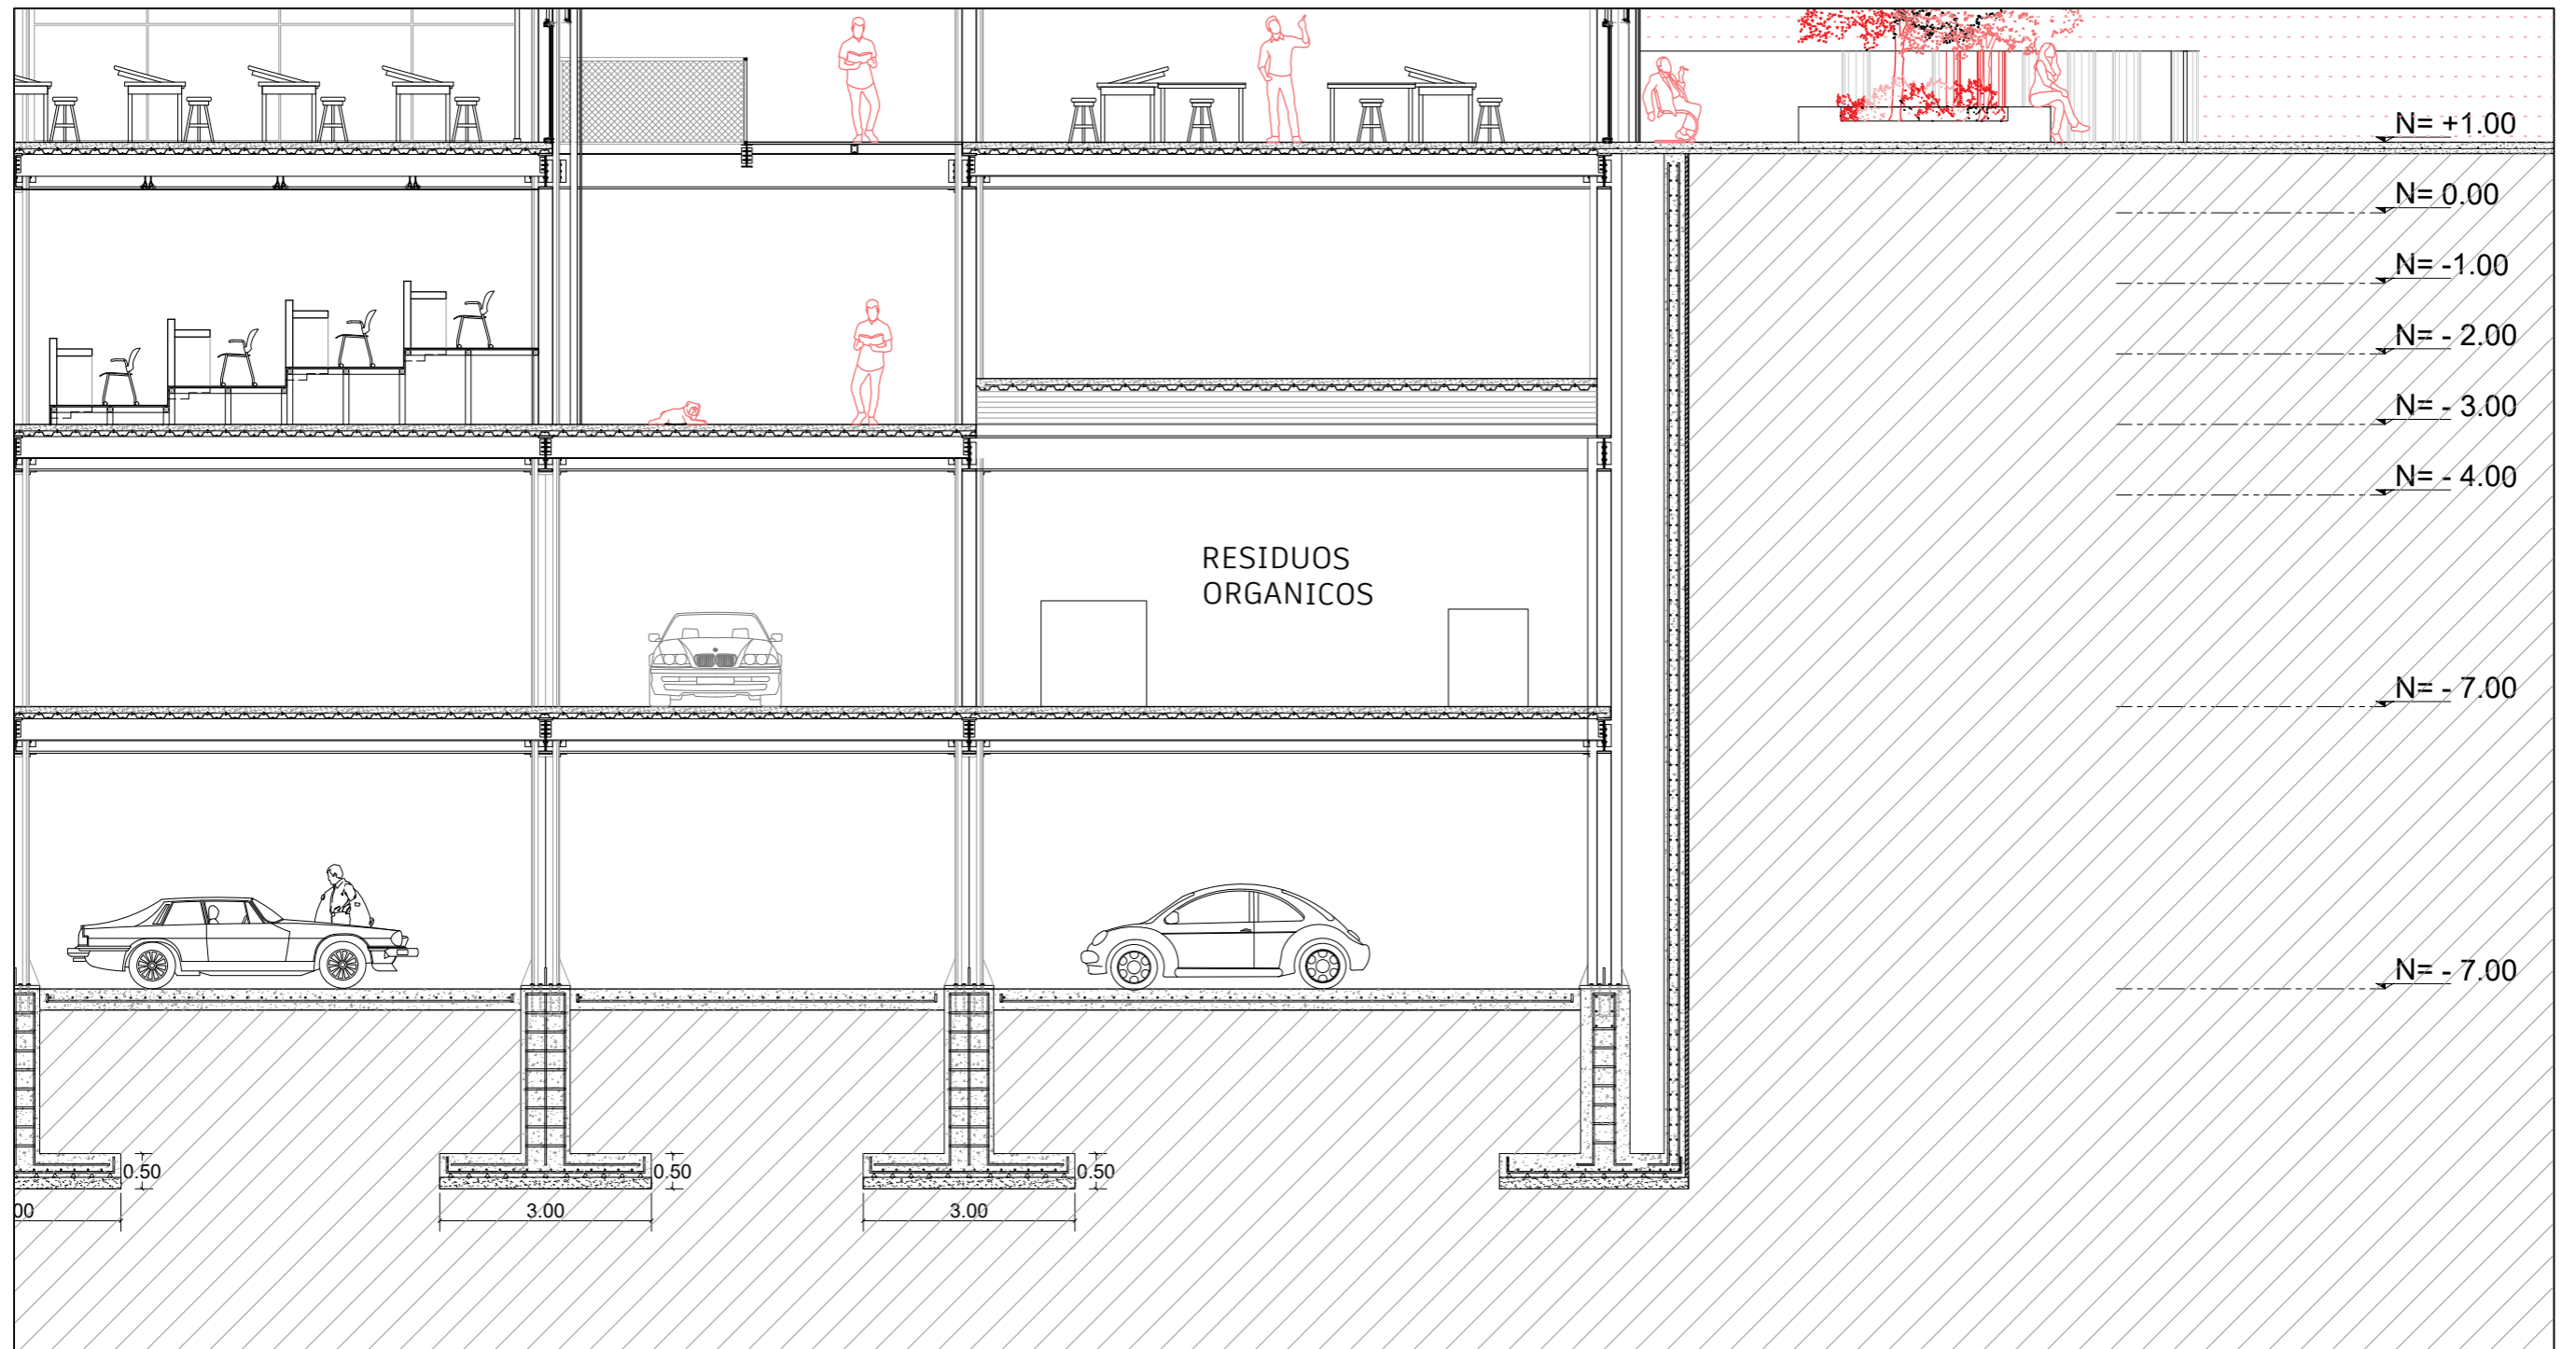 N= +1.00
N= 0.00
N= -1.00
N= - 2.00
N= - 3.00
N= - 4.00
RESIDUOS
ORGANICOS
N= - 7.00
N= - 7.00
0.50
0.50
0.50
00
3.00
3.00